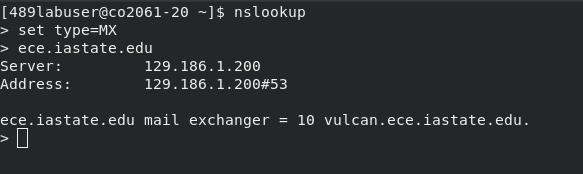 [489labuser@co2061-20 ~]$ nslookup
> set type=MX
> ece.iastate.edu
Server:         129.186.1.200
Address:        129.186.1.200#53

ece.iastate.edu mail exchanger = 10 vulcan.ece.iastate.edu.
>